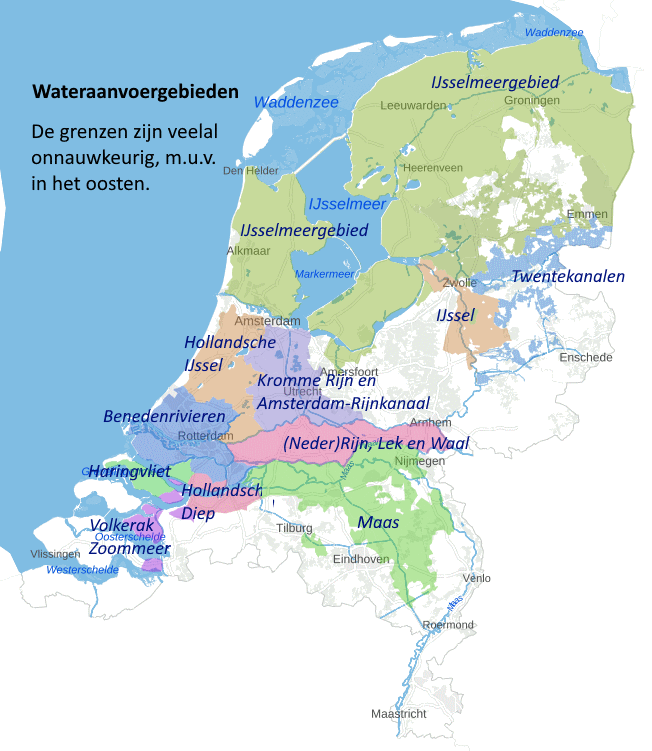 Waddenzee
IJsselmeergebied
Wateraanvoergebieden
Waddenzee
Leeuwarden
Groningen
De grenzen zijn veelal
onnauwkeurig, m.u.v.
in het oosten.
Den Helder
Heerenveen
IJsselmeer
Emmen
IJsselmeergebied
Alkmaar
Markermeer
Zwolle
Twentekanalen
IJssel
Amsterdam
Hollandsche
IJssel
Enschede
Amersfoort
Kromme Rijn en
Utrecht
Amsterdam-Rijnkanaal
Benedenrivieren
Arnhem
Rotterdam
(Neder)Rijn, Lek en Waal
Nijmegen
Maas
Haringvliet
Hollandsch
Diep
Volkerak
Zoommeer
Oosterschelde
Tilburg
Maas
Vlissingen
Westerschelde
Eindhoven
Venlo
Maas
Roermond
Maastricht